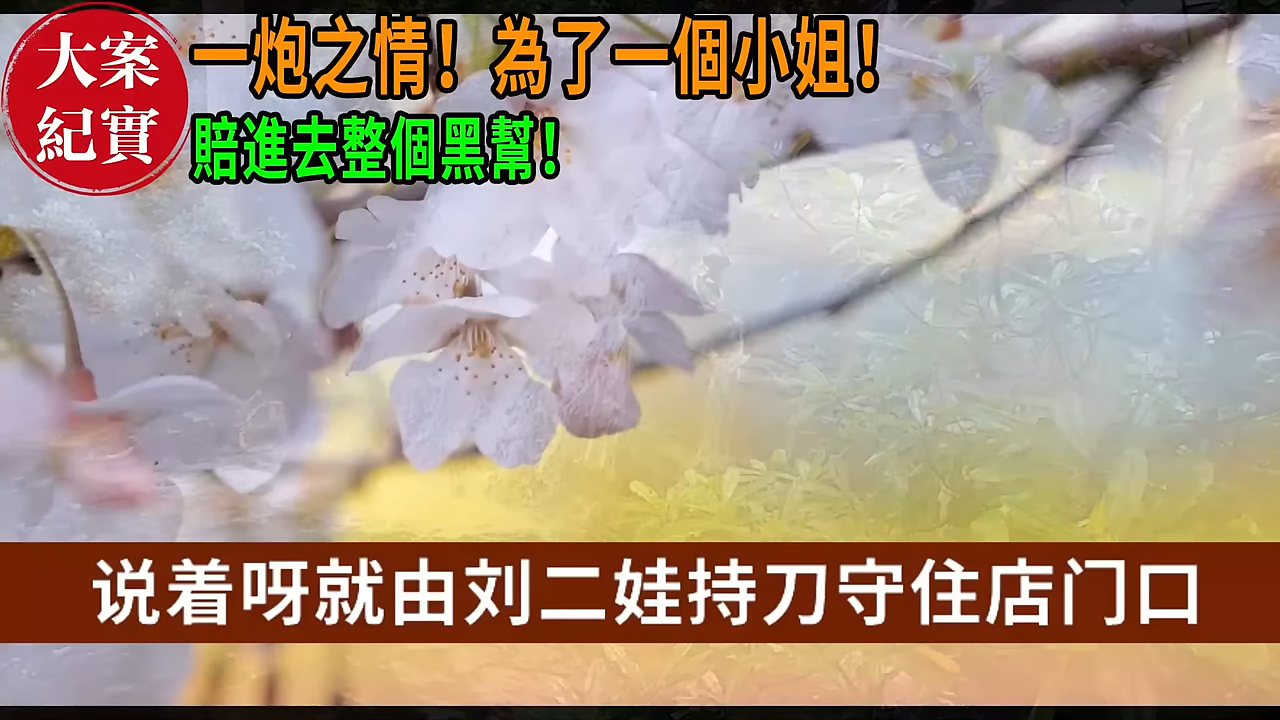 大案
紀實
一炮之情！為了一個小姐！
賠進去整個黑幫！
说着呀就由刘二娃持刀守住店门口